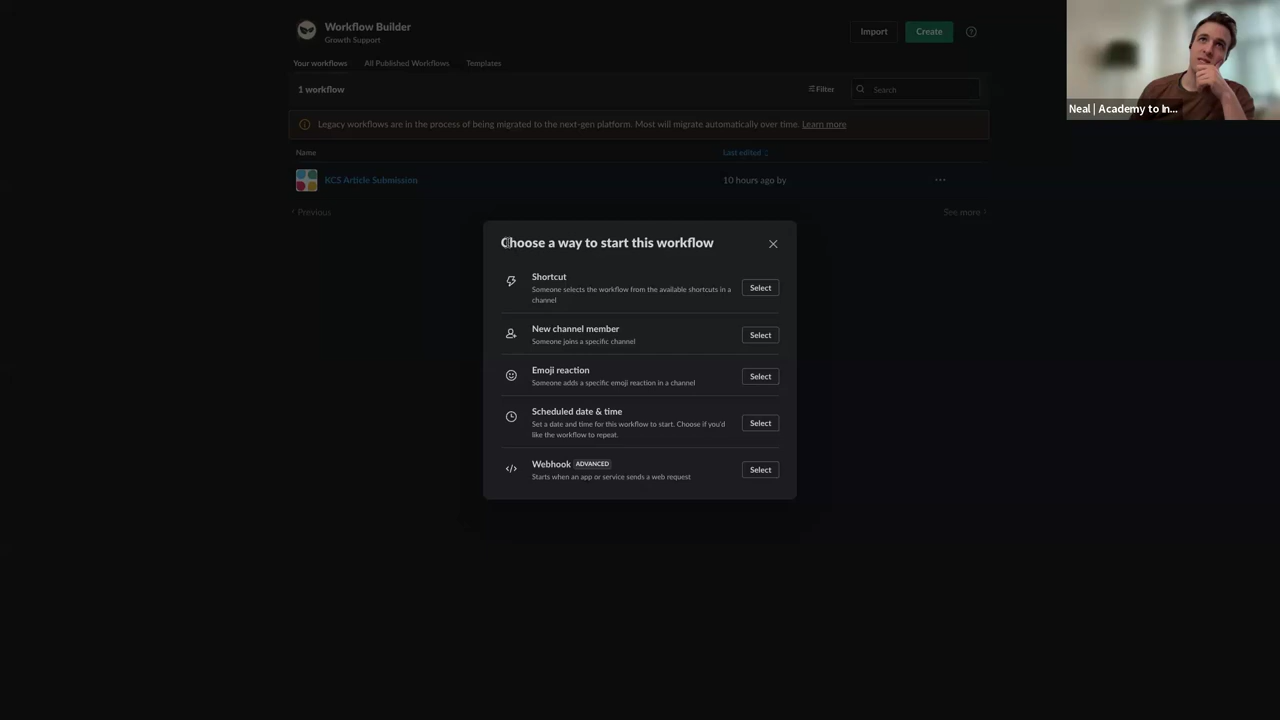 Workflow Builder
Growth Support
Import
Create
Your workflows
All Published Workflows
Templates
1 workflow
Filter
Search
Legacy workflows are in the process of being migrated to the next-gen platform. Most will migrate automatically over time. Learn more
Name
Last edited
KCS Article Submission
10 hours ago by
Previous
See more
Choose a way to start this workflow
Shortcut
Someone selects the workflow from the available shortcuts in a
channel
Select
New channel member
Someone joins a specific channel
Select
Emoji reaction
Someone adds a specific emoji reaction in a channel
Select
Scheduled date & time
Set a date and time for this workflow to start. Choose if you'd
like the workflow to repeat.
Select
Webhook ADVANCED
Starts when an app or service sends a web request
Select
Neal | Academy to In...